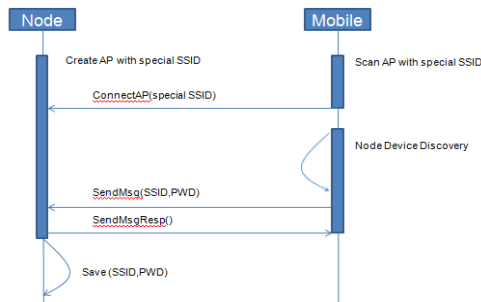 Node
Mobile
Create AP with special SSID
Scan AP with special SSID
ConnectAP(special SSID)
Node Device Discovery
SendMsg(SSID,PWD)
SendMsgResp()
Save (SSID,PWD)